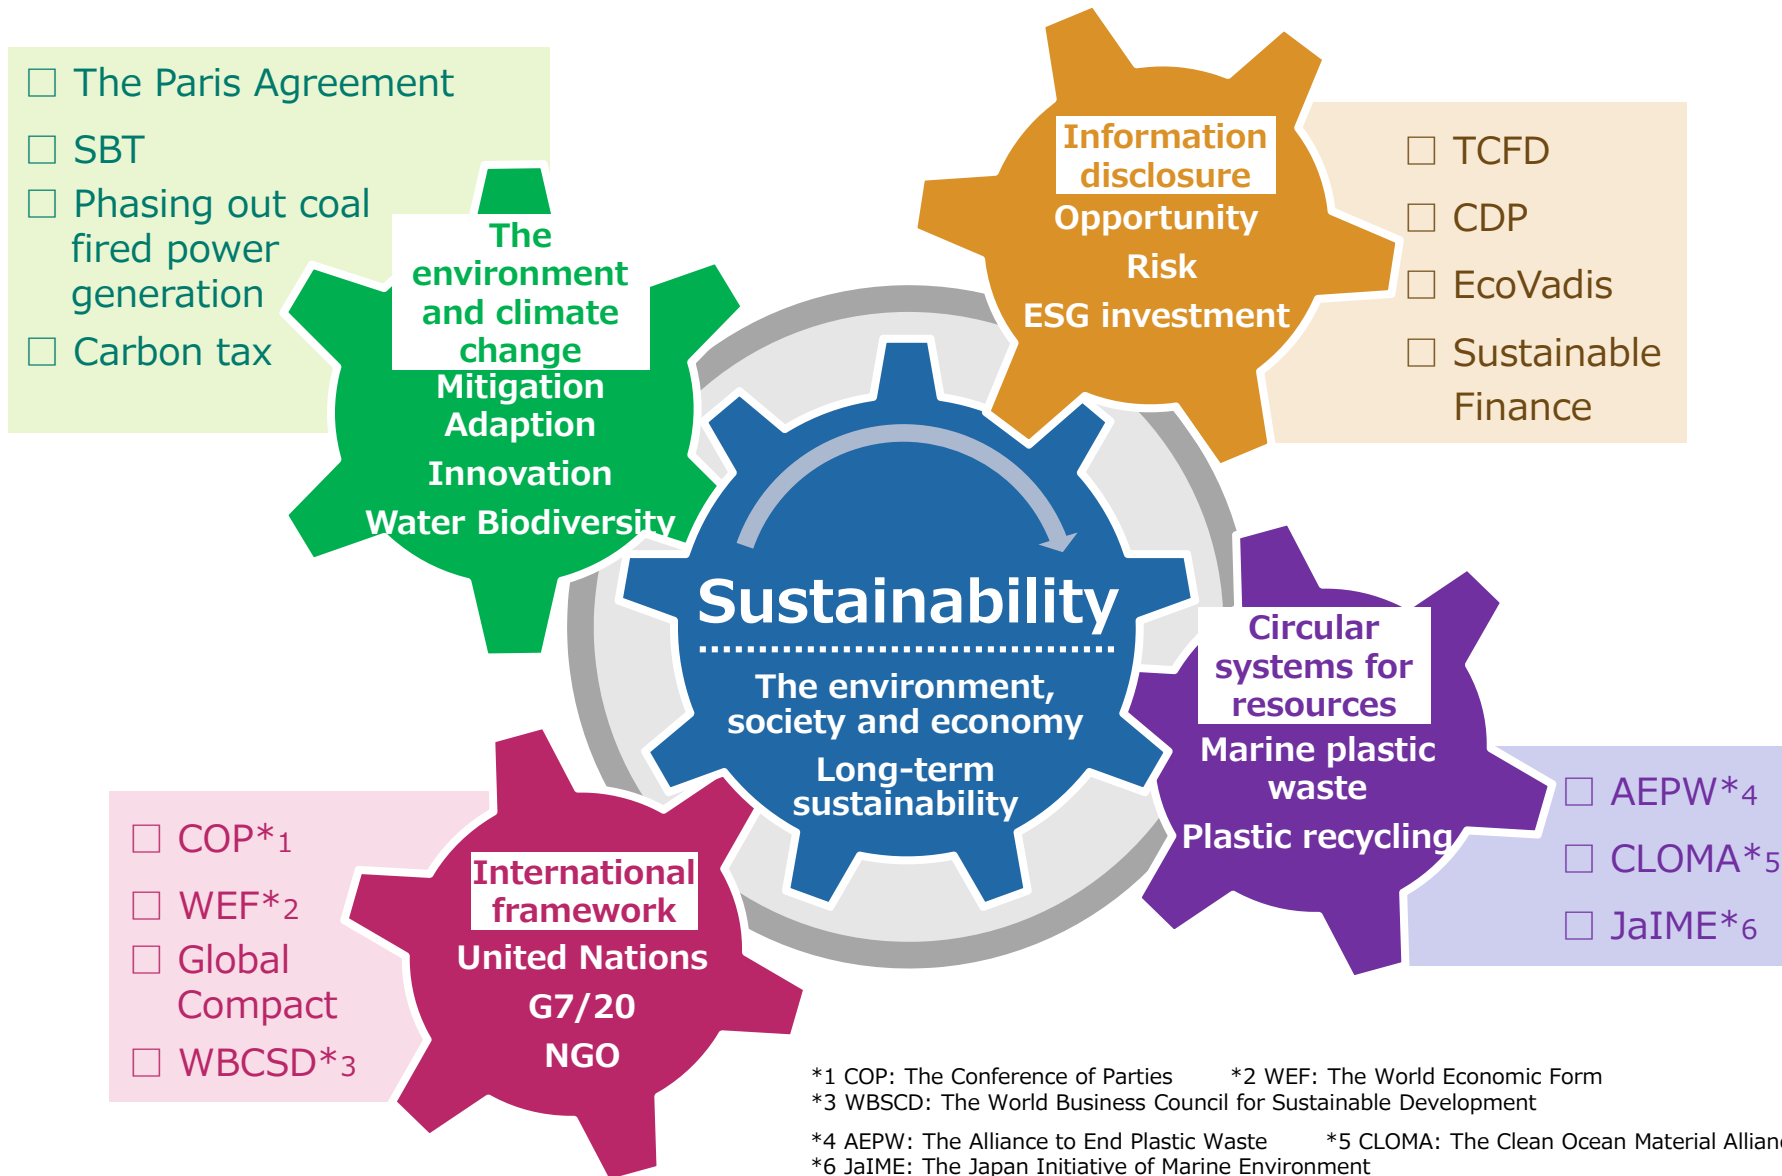 □ The Paris Agreement
□ SBT
□ Phasing out coal
fired power
generation
□ Carbon tax
The
environment
and climate
change
Mitigation
Adaption
Innovation
Water Biodiversity
Information
disclosure
Opportunity
Risk
ESG investment
□ TCFD
□ CDP
□ EcoVadis
□ Sustainable
Finance
Sustainability
The environment,
society and economy
Long-term
sustainability
Circular
systems for
resources
Marine plastic
waste
Plastic recycling
□ AEPW*4
□ CLOMA*5
□ JaIME*6
□ COP*1
□ WEF*2
□ Global
Compact
□ WBCSD*3
International
framework
United Nations
G7/20
NGO
*1 COP: The Conference of Parties *2 WEF: The World Economic Form
*3 WBSCD: The World Business Council for Sustainable Development
*4 AEPW: The Alliance to End Plastic Waste *5 CLOMA: The Clean Ocean Material Allian
*6 JaIME: The Japan Initiative of Marine Environment